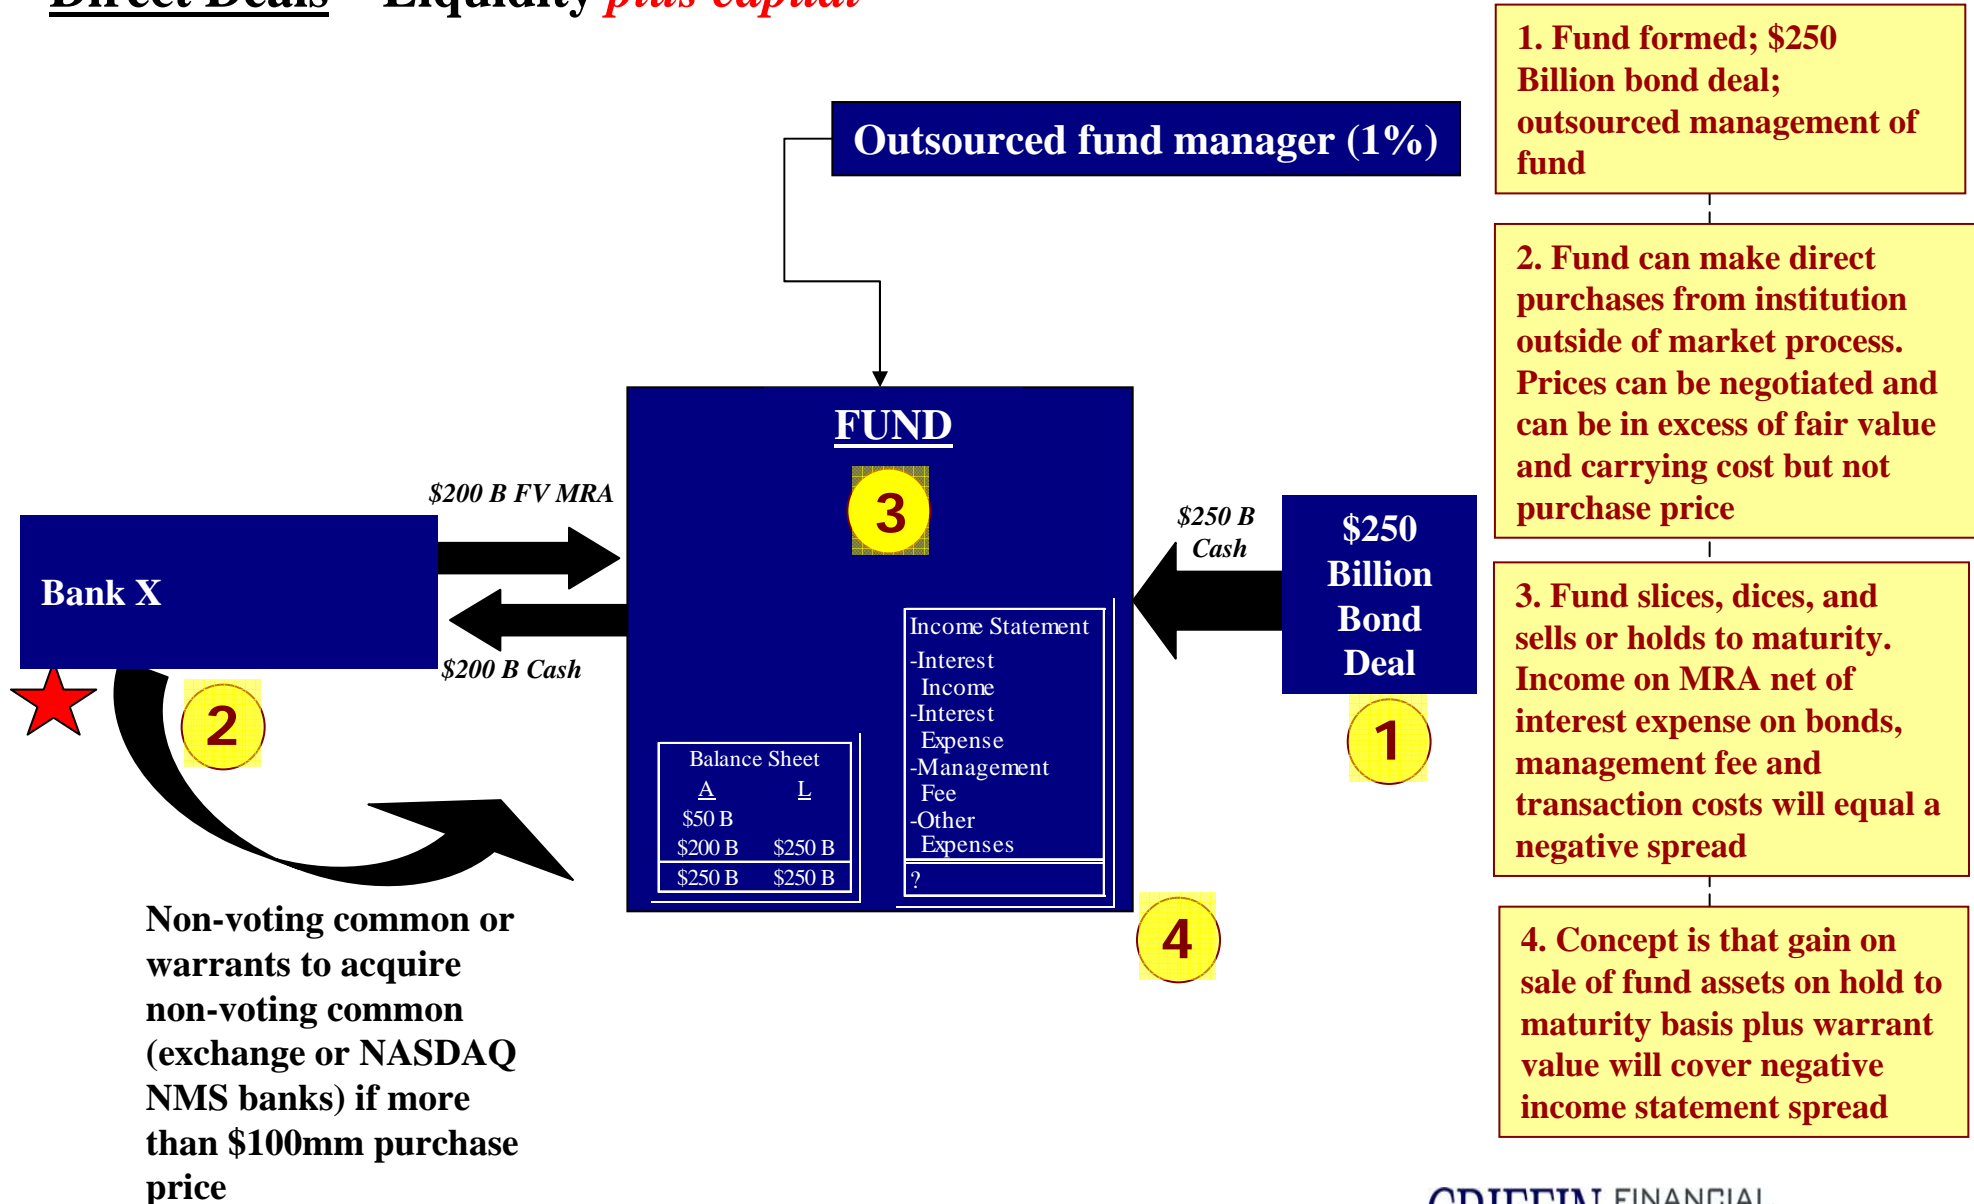 Direct Deals – Liquidity plus capital
Outsourced fund manager (1%)
1. Fund formed; $250
Billion bond deal;
outsourced management of
fund
2. Fund can make direct
purchases from institution
outside of market process.
Prices can be negotiated and
can be in excess of fair value
and carrying cost but not
purchase price
3. Fund slices, dices, and
sells or holds to maturity.
Income on MRA net of
interest expense on bonds,
management fee and
transaction costs will equal a
negative spread
4. Concept is that gain on
sale of fund assets on hold to
maturity basis plus warrant
value will cover negative
income statement spread
FUND
3
$200 B FV MRA
Bank X
$200 B Cash
2
$250 B
Cash
$250
Billion
Bond
Deal
1
Balance Sheet
A L
$50 B
$200 B $250 B
$250 B $250 B
Income Statement
-Interest
Income
-Interest
Expense
-Management
Fee
-Other
Expenses
?
4
Non-voting common or
warrants to acquire
non-voting common
(exchange or NASDAQ
NMS banks) if more
than $100mm purchase
price
GRIFFIN FINANCIAL